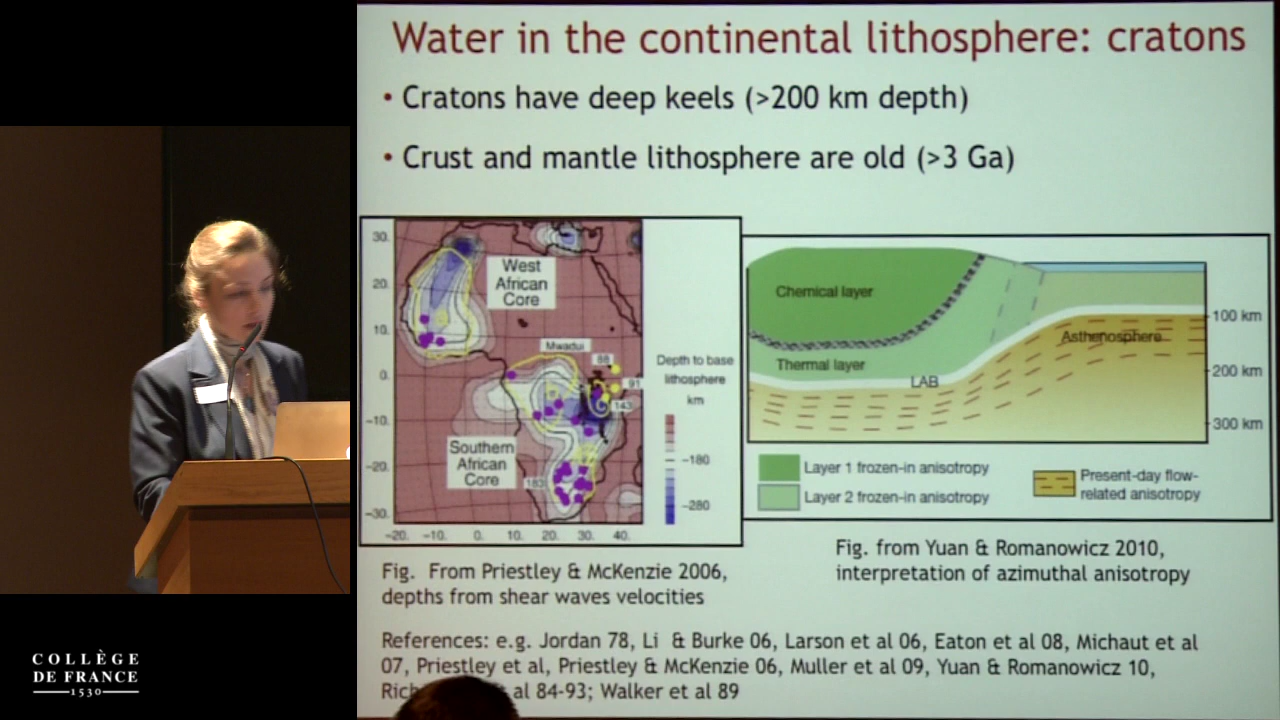 Water in the continental lithosphere: cratons
• Cratons have deep keels (>200 km depth)
• Crust and mantle lithosphere are old (>3 Ga)
30.
20.
10.
0.
-10.
-20.
-30.
-20. -10. 0. 10. 20. 30. 40.
West
African
Core
Mwadui
88
91
143
Southern
African
Core
183
Depth to base
lithosphere
km
-180
-280
Chemical layer
Thermal layer
LAB
Asthenosphere
100 km
200 km
300 km
Layer 1 frozen-in anisotropy
Layer 2 frozen-in anisotropy
Present-day flow-
related anisotropy
Fig. From Priestley & McKenzie 2006,
depths from shear waves velocities
Fig. from Yuan & Romanowicz 2010,
interpretation of azimuthal anisotropy
References: e.g. Jordan 78, Li & Burke 06, Larson et al 06, Eaton et al 08, Michaut et al
07, Priestley et al, Priestley & McKenzie 06, Muller et al 09, Yuan & Romanowicz 10,
al 84-93; Walker et al 89
COLLÈGE
DE FRANCE
1530